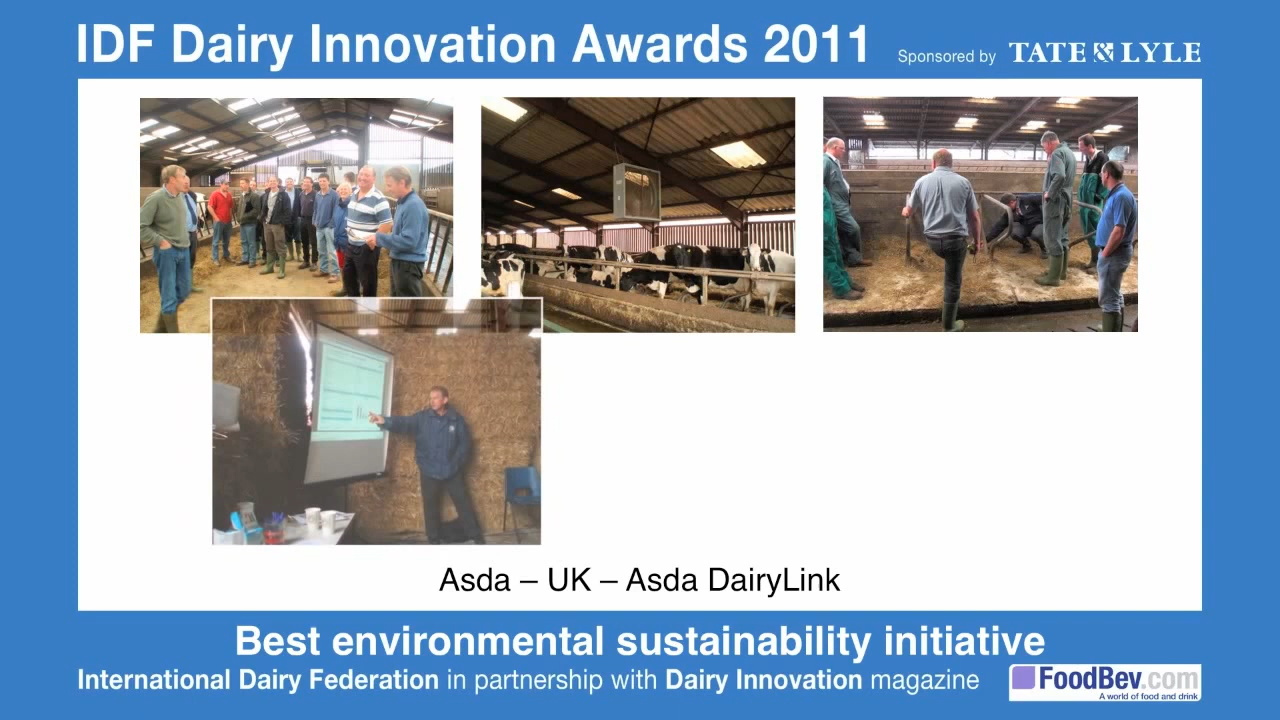 IDF Dairy Innovation Awards 2011 Sponsored by TATE & LYLE
Asda – UK – Asda DairyLink
Best environmental sustainability initiative
International Dairy Federation in partnership with Dairy Innovation magazine
FoodBev.com
A world of food and drink